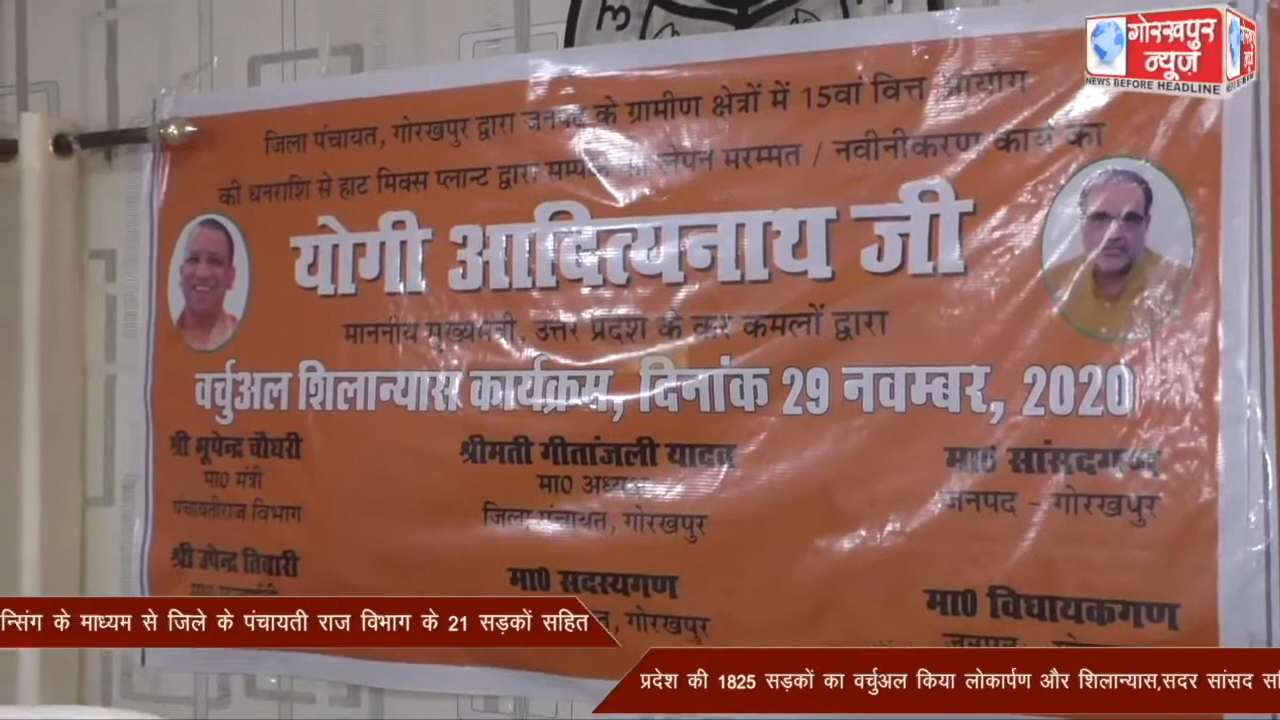 गोरखपुर
न्यूज़
NEWS BEFORE HEADLINE
जिला पंचायत, गोरखपुर द्वारा जनपद के ग्रामीण क्षेत्रों में 15वां वित्त आयोग
की धनराशि से हाट मिक्स प्लान्ट द्वारा लेपन मरम्मत / नवीनीकरण कार्य का
योगी आदित्यनाथ जी
माननीय मुख्यमंत्री, उत्तर प्रदेश के कर कमलों द्वारा
वर्चुअल शिलान्यास कार्यक्रम, दिनांक 29 नवम्बर, 2020
श्री भूपेन्द्र चौधरी
मा0 मंत्री
पंचायतीराज विभाग
श्रीमती गीतांजली यादव
मा0 अध्यक्ष
जिला पंचायत, गोरखपुर
मा0 सांसदगण
जनपद - गोरखपुर
श्री उपेन्द्र तिवारी
मा0 सदस्यगण
, गोरखपुर
मा0 विधायकगण
न्सिंग के माध्यम से जिले के पंचायती राज विभाग के 21 सड़कों सहित
प्रदेश की 1825 सड़कों का वर्चुअल किया लोकार्पण और शिलान्यास,सदर सांसद